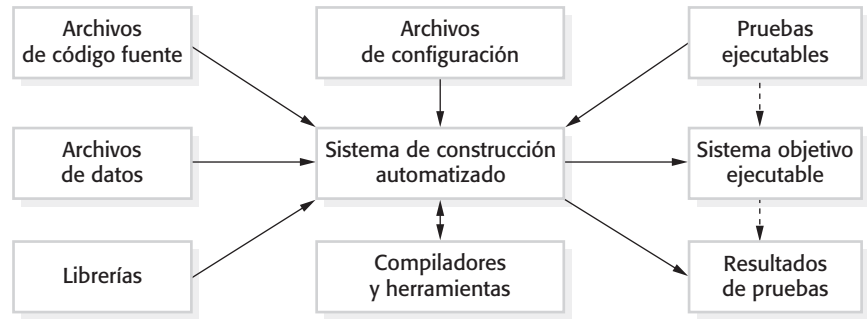 Archivos
de código fuente
Archivos
de configuración
Pruebas
ejecutables
Archivos
de datos
Sistema de construcción
automatizado
Sistema objetivo
ejecutable
Librerías
Compiladores
y herramientas
Resultados
de pruebas